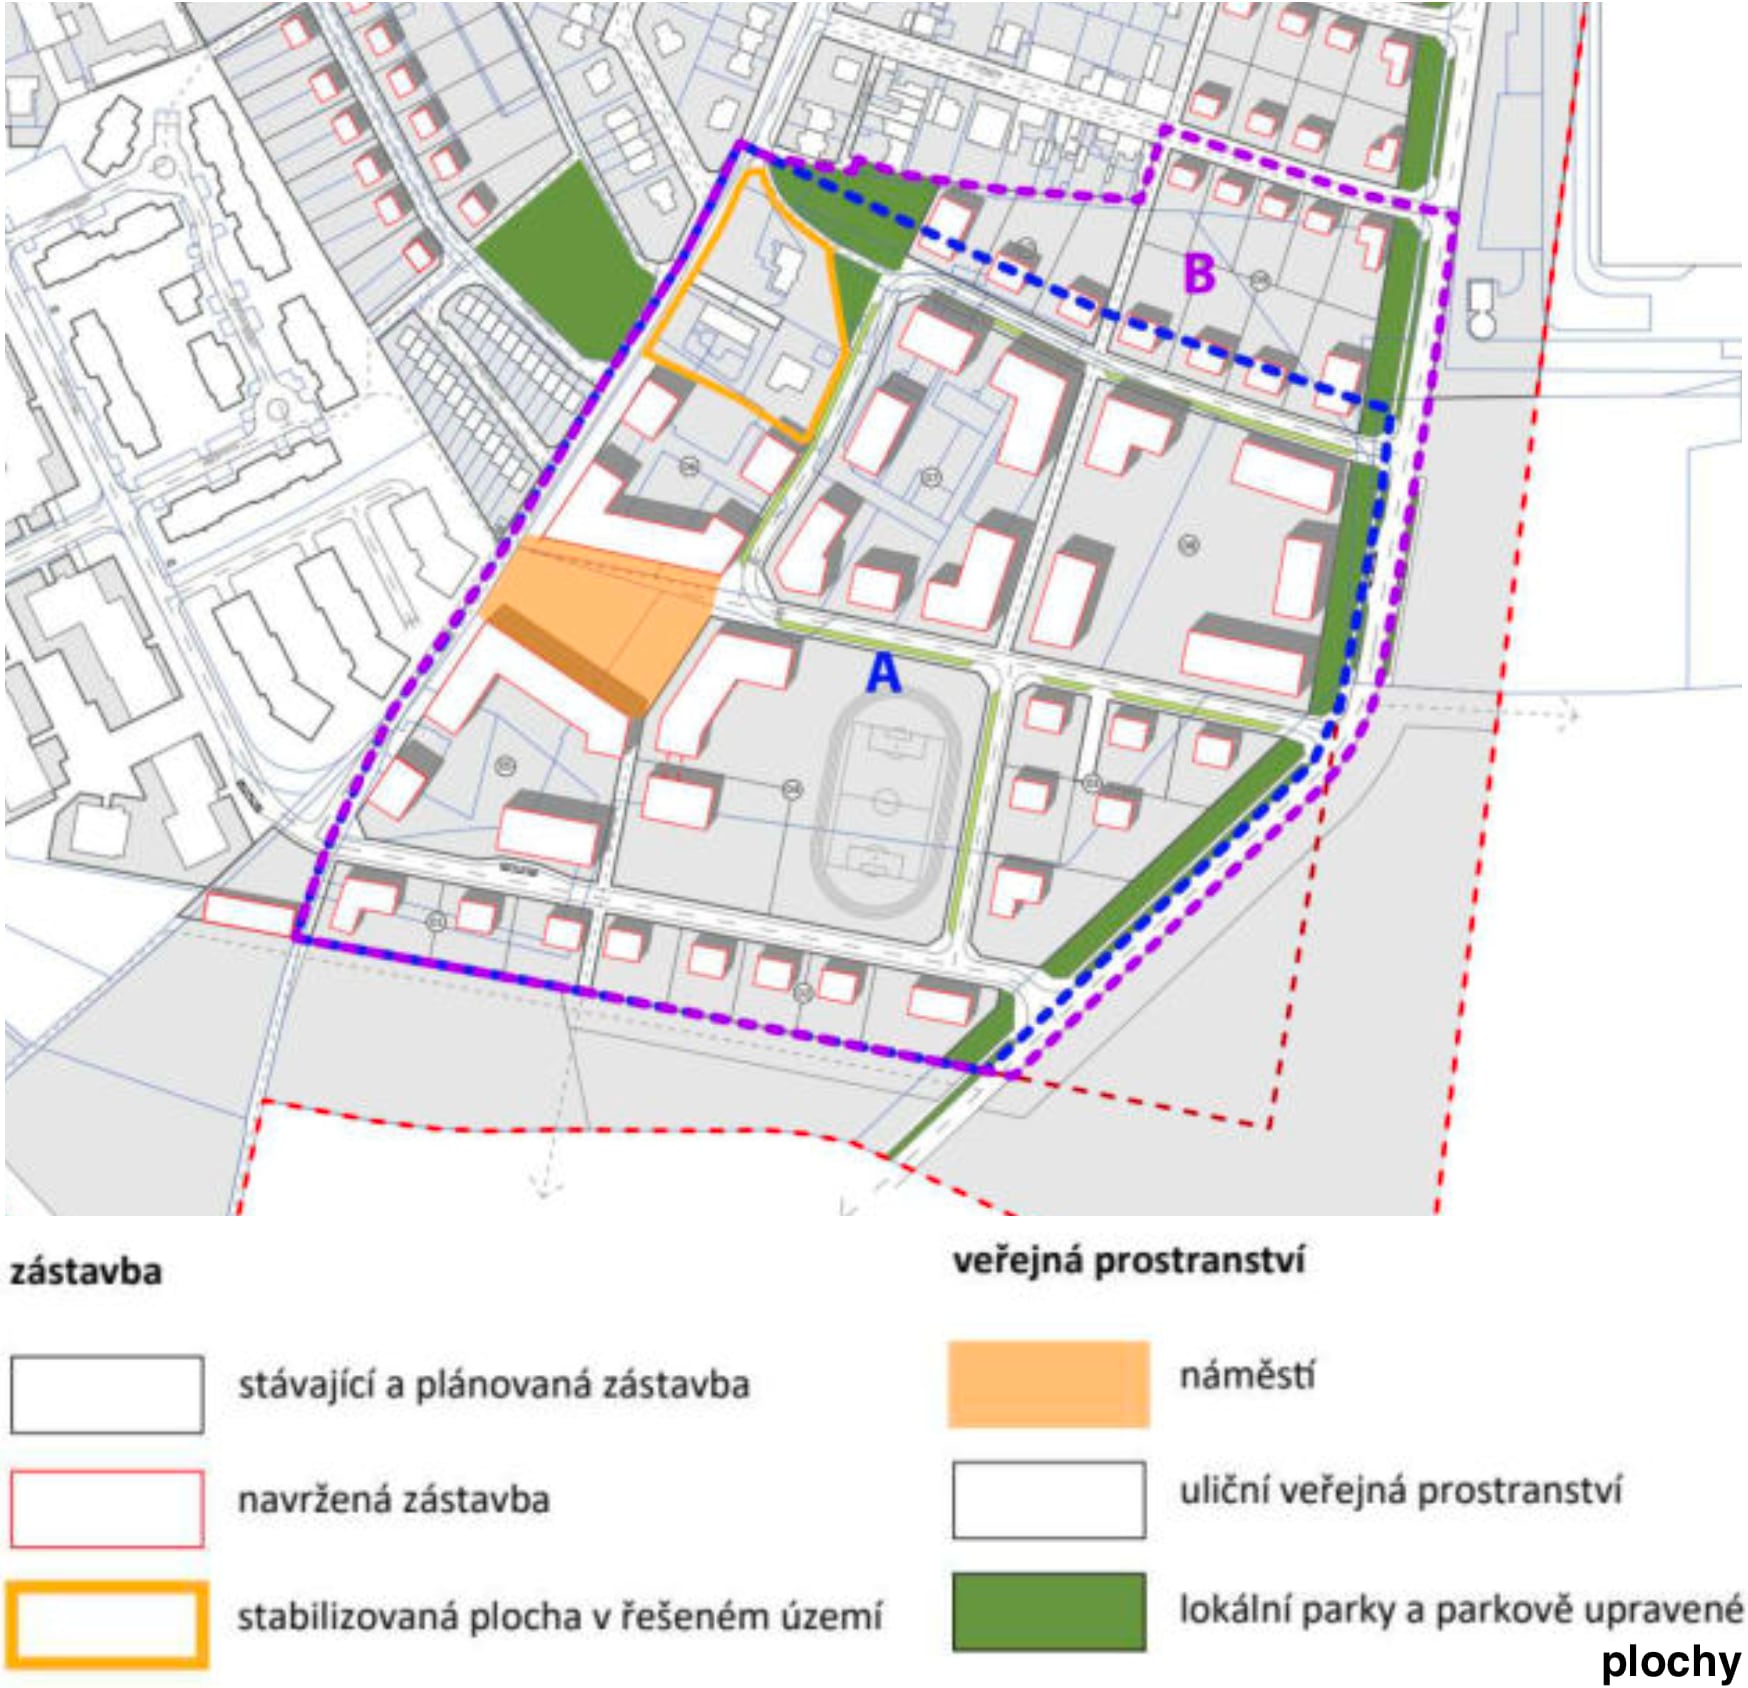 B
A
zástavba
stávající a plánovaná zástavba
navržená zástavba
stabilizovaná plocha v řešeném území
veřejná prostranství
náměstí
uliční veřejná prostranství
lokální parky a parkově upravené
plochy